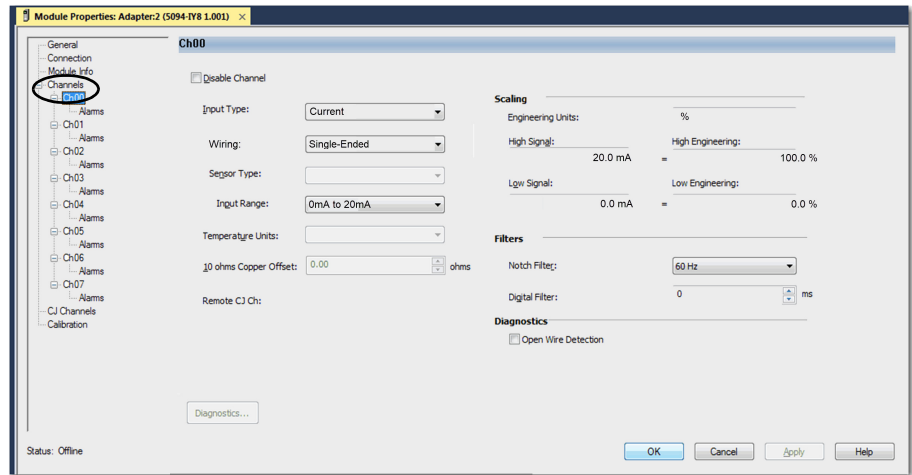 Module Properties: Adapter:2 (5094-IY8 1.001) ×
General
Connection
Module Info
Channels
Ch00
Alarms
Ch01
Alarms
Ch02
Alarms
Ch03
Alarms
Ch04
Alarms
Ch05
Alarms
Ch06
Alarms
Ch07
Alarms
CJ Channels
Calibration
Ch00
Disable Channel
Input Type: Current
Wiring: Single-Ended
Sensor Type:
Input Range: 0mA to 20mA
Temperature Units:
10 ohms Copper Offset: 0.00 ohms
Remote CJ Ch:
Diagnostics...
Scaling
Engineering Units: %
High Signal: High Engineering:
20.0 mA = 100.0 %
Low Signal: Low Engineering:
0.0 mA = 0.0 %
Filters
Notch Filter: 60 Hz
Digital Filter: 0 ms
Diagnostics
Open Wire Detection
Status: Offline
OK Cancel Apply Help